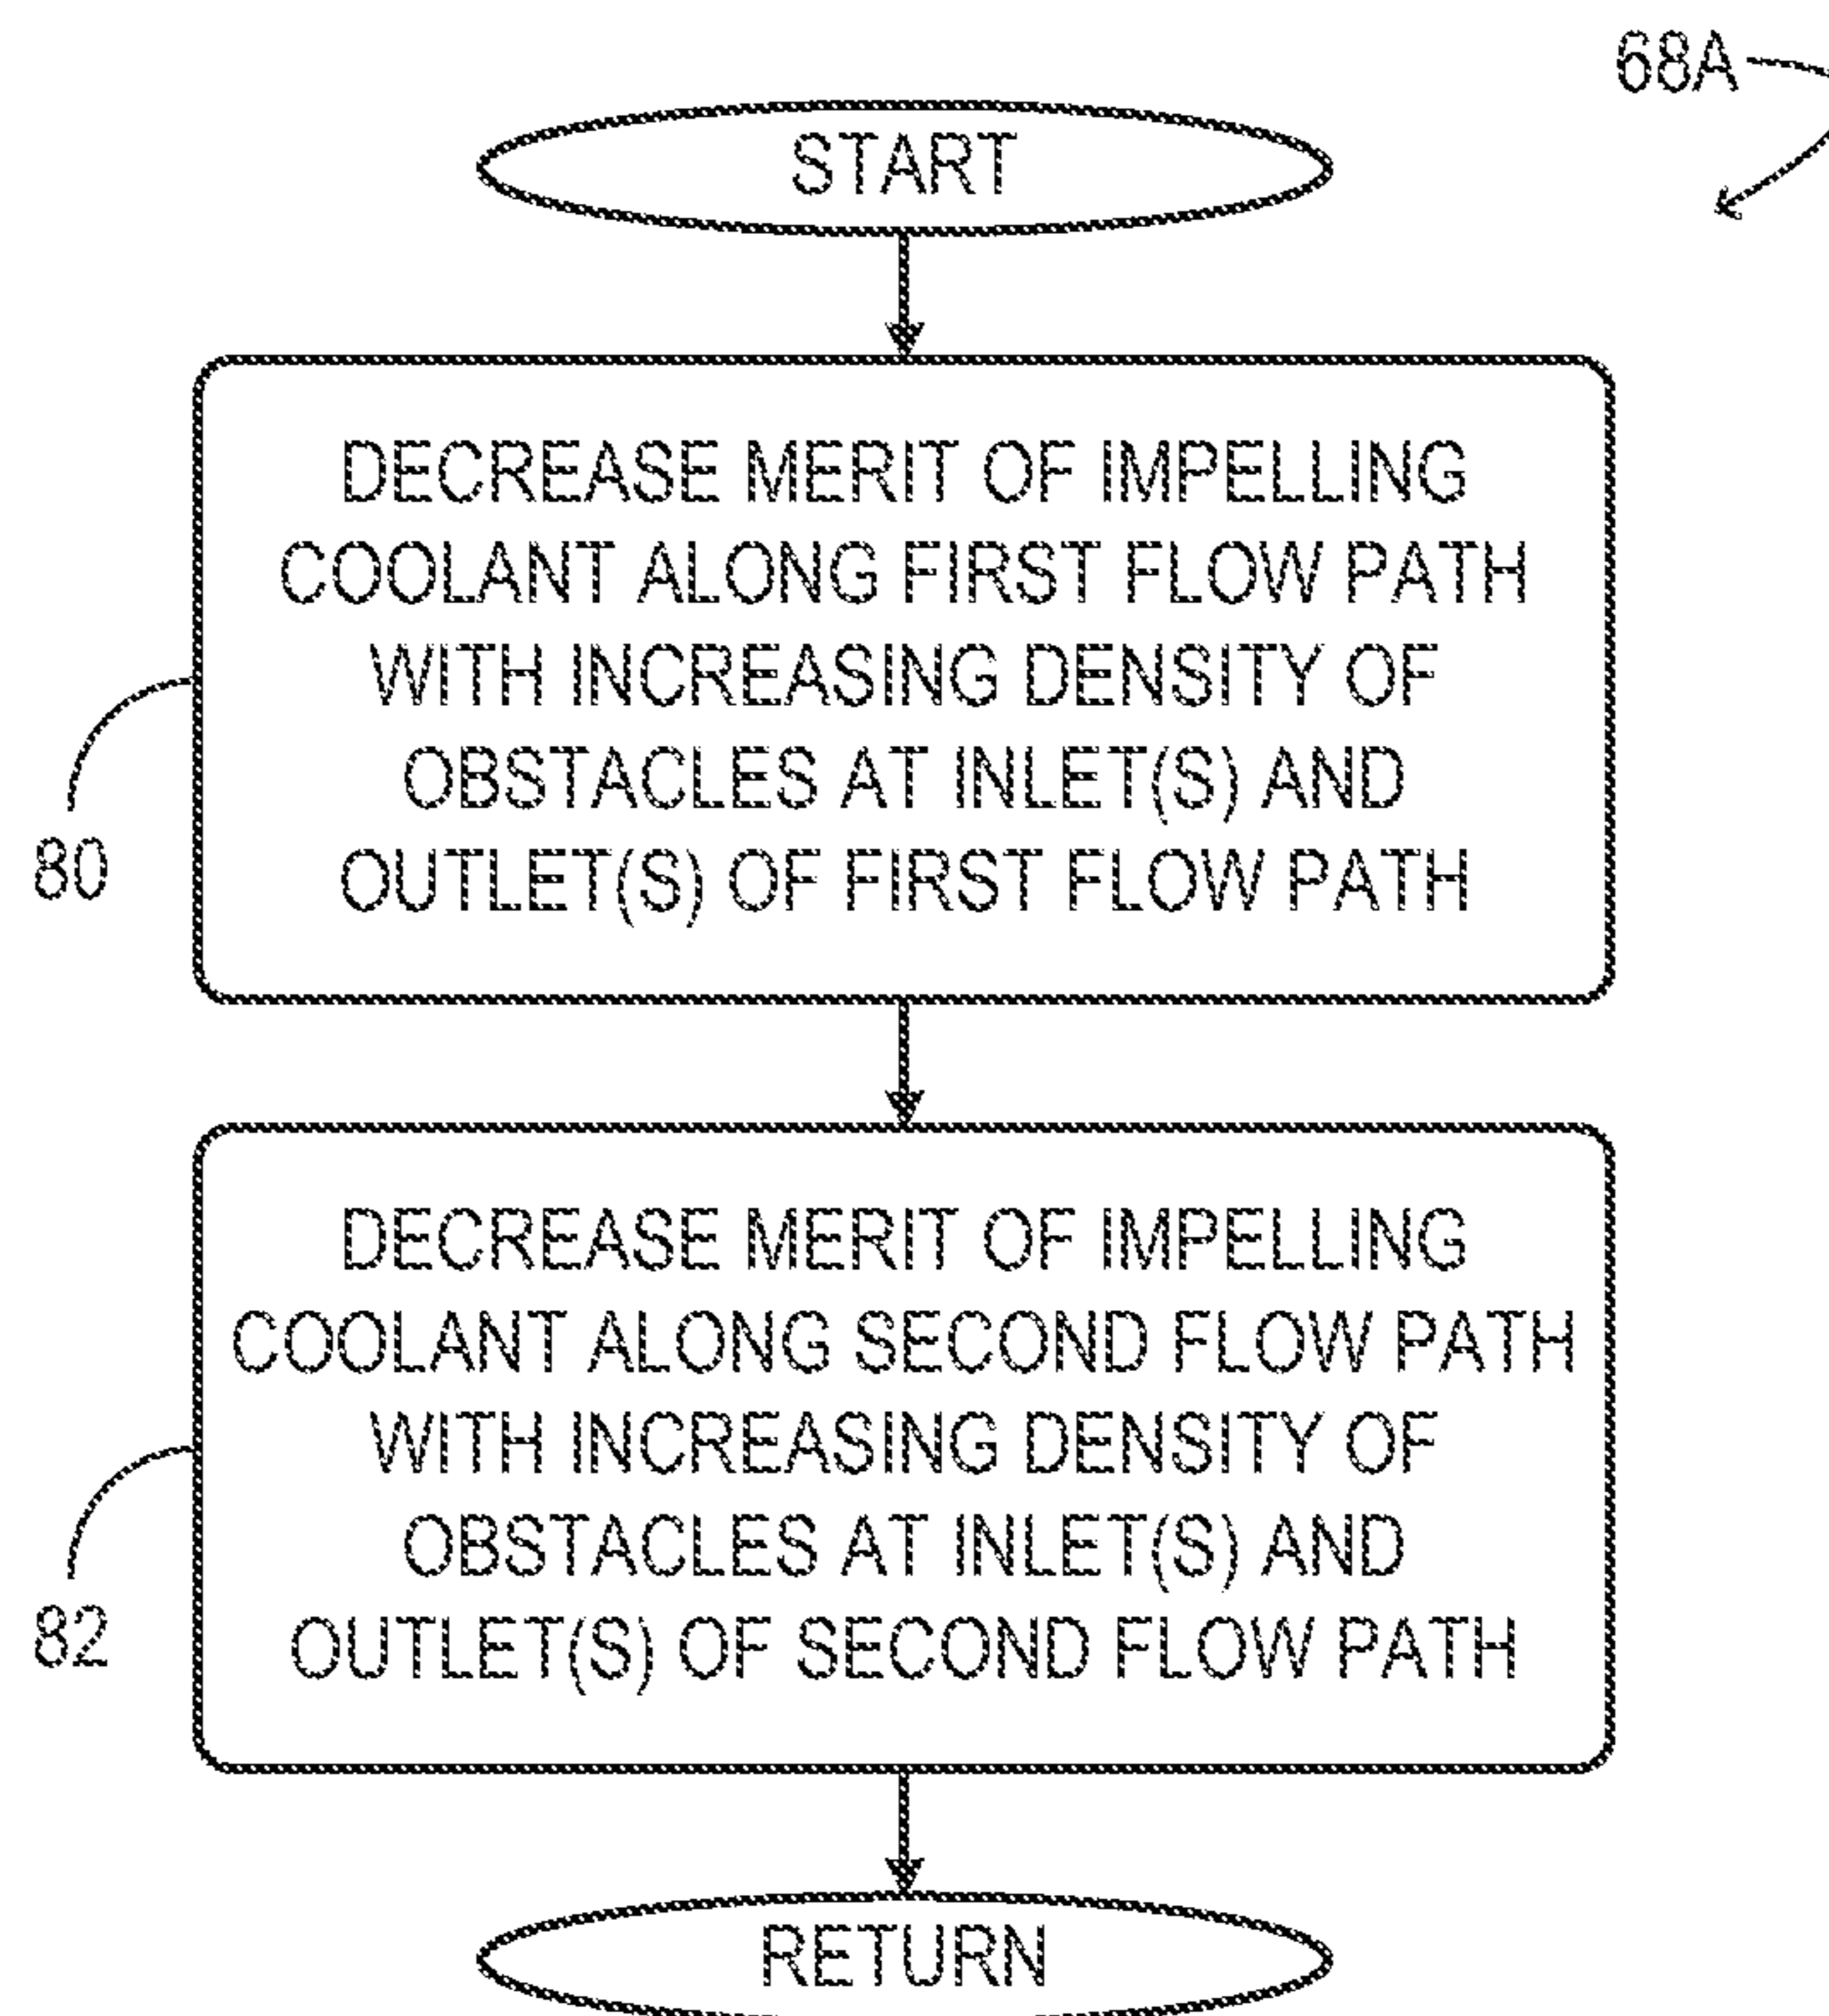 68A
START
DECREASE MERIT OF IMPELLING
COOLANT ALONG FIRST FLOW PATH
WITH INCREASING DENSITY OF
OBSTACLES AT INLET(S) AND
OUTLET(S) OF FIRST FLOW PATH
80
DECREASE MERIT OF IMPELLING
COOLANT ALONG SECOND FLOW PATH
WITH INCREASING DENSITY OF
OBSTACLES AT INLET(S) AND
OUTLET(S) OF SECOND FLOW PATH
82
RETURN